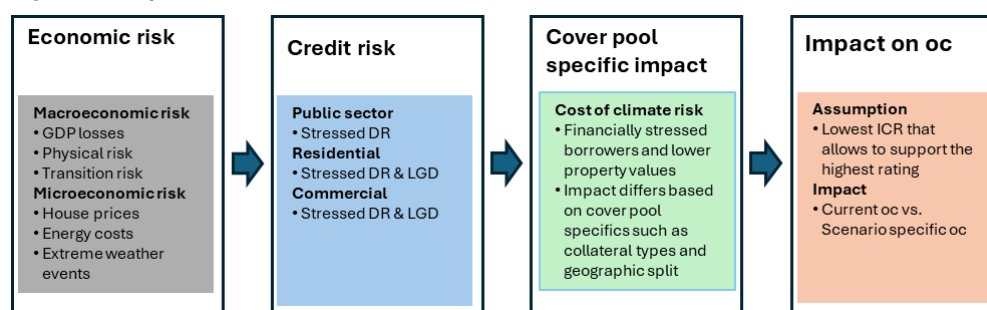 Economic risk
Macroeconomic risk
• GDP losses
• Physical risk
• Transition risk
Microeconomic risk
• House prices
• Energy costs
• Extreme weather
events
Credit risk
Public sector
• Stressed DR
Residential
• Stressed DR & LGD
Commercial
• Stressed DR & LGD
Cover pool
specific impact
Cost of climate risk
• Financially stressed
borrowers and lower
property values
• Impact differs based
on cover pool
specifics such as
collateral types and
geographic split
Impact on oc
Assumption
• Lowest ICR that
allows to support the
highest rating
Impact
• Current oc vs.
Scenario specific oc